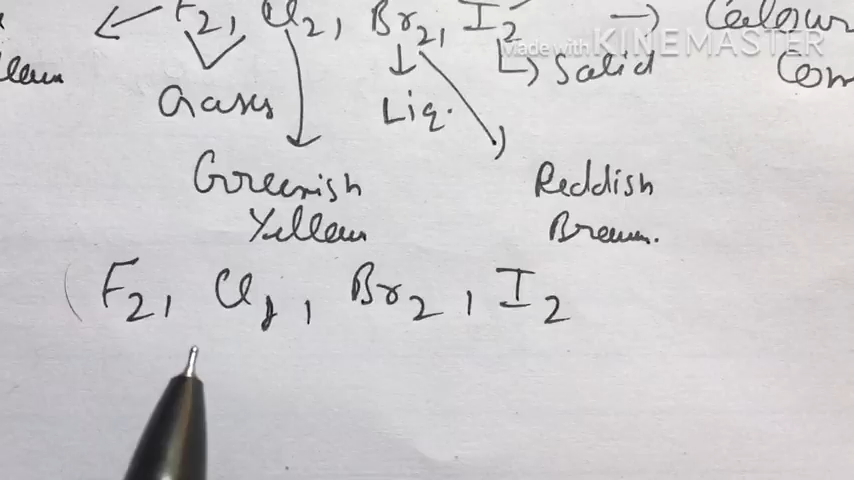 F2, Cl2, Br2, I2 → Colour
Made with KINEMASTER
Solid
Gases
Liq.
Greenish
Yellow
Reddish
Brown.
(F2, Cl2, Br2, I2